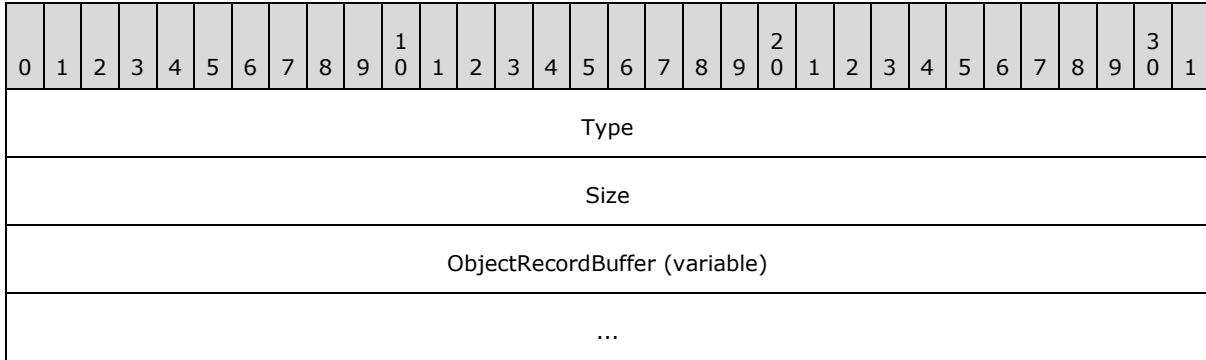 1 2 3
0 1 2 3 4 5 6 7 8 9 0 1 2 3 4 5 6 7 8 9 0 1 2 3 4 5 6 7 8 9 0 1
Type
Size
ObjectRecordBuffer (variable)
...